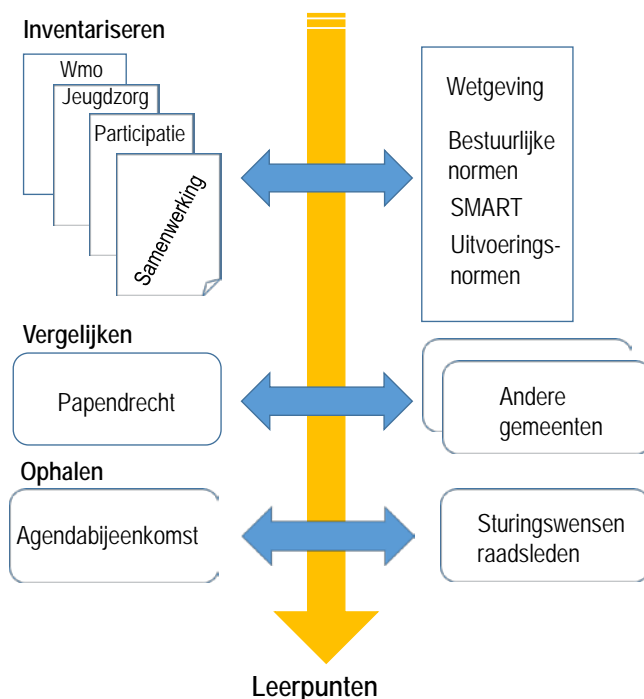 Inventariseren
Wmo
Jeugdzorg
Participatie
Samenwerking
Wetgeving
Bestuurlijke
normen
SMART
Uitvoerings-
normen
Vergelijken
Papendrecht
Andere
gemeenten
Ophalen
Agendabijeenkomst
Sturingswensen
raadsleden
Leerpunten